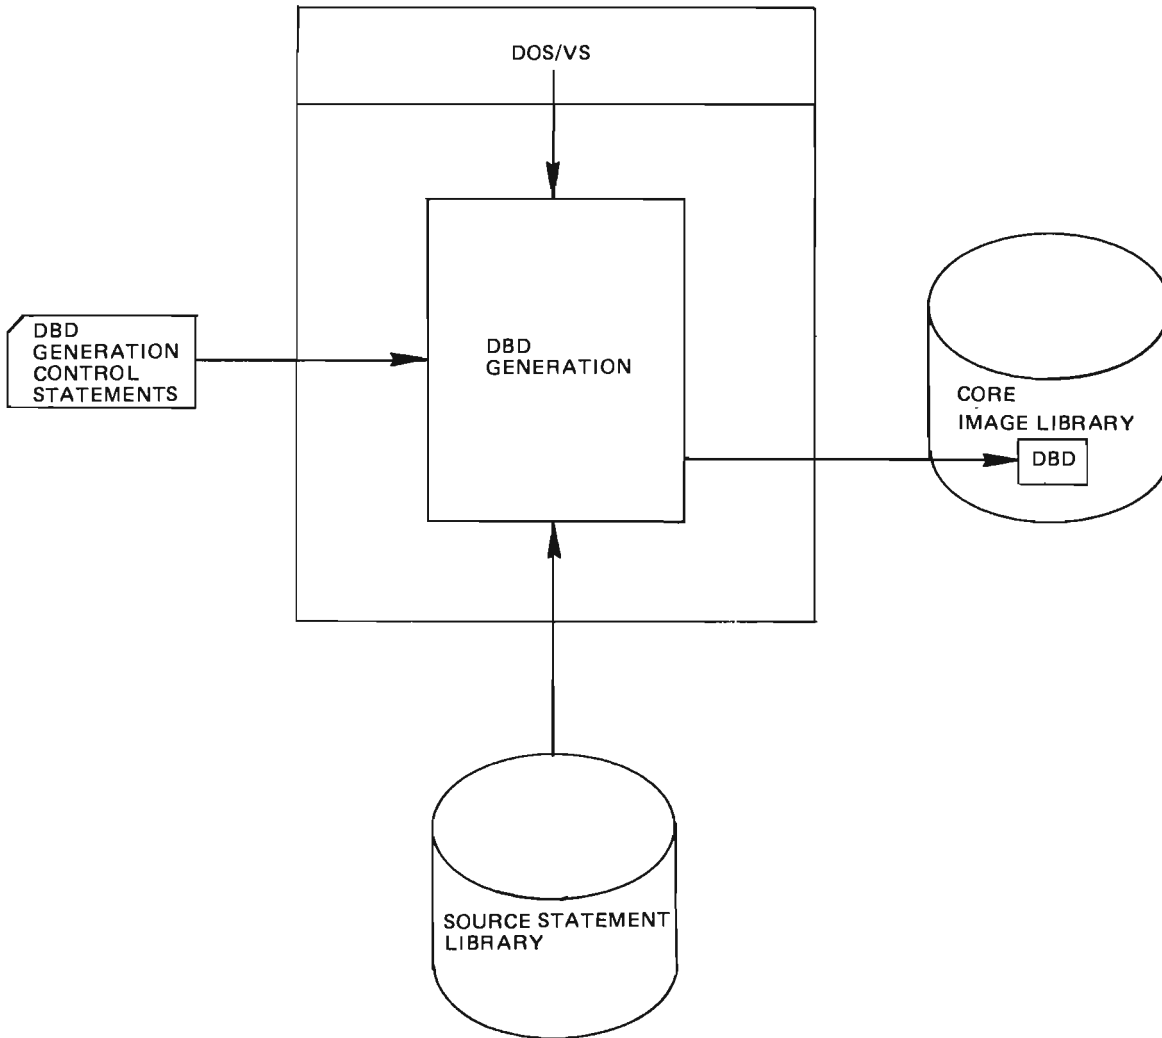 DOS/VS
DBD
GENERATION
CONTROL
STATEMENTS
DBD
GENERATION
CORE
IMAGE LIBRARY
DBD
SOURCE STATEMENT
LIBRARY